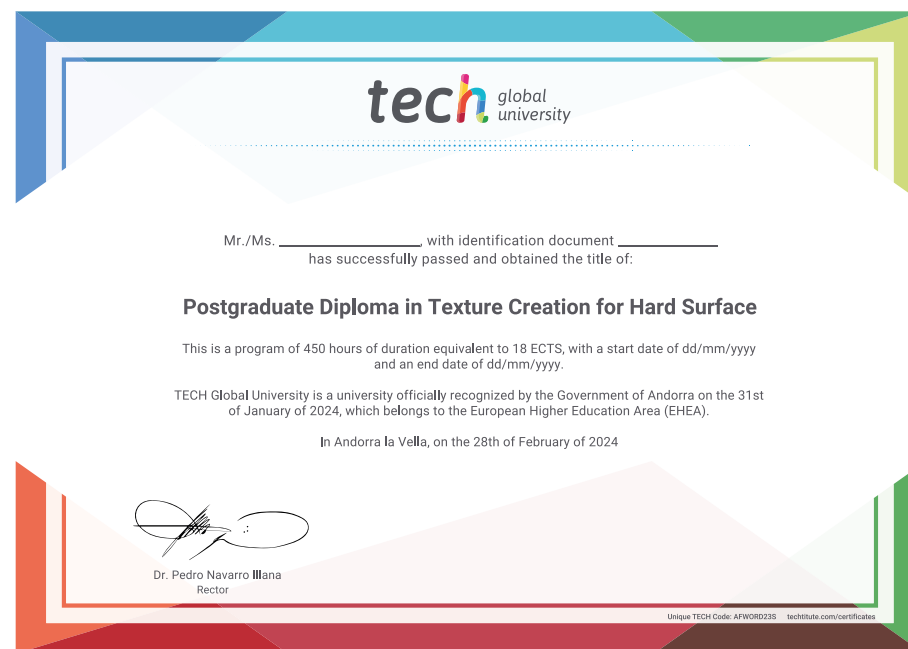 tech global university
Mr./Ms. ____________, with identification document ____________
has successfully passed and obtained the title of:
Postgraduate Diploma in Texture Creation for Hard Surface
This is a program of 450 hours of duration equivalent to 18 ECTS, with a start date of dd/mm/yyyy
and an end date of dd/mm/yyyy.
TECH Global University is a university officially recognized by the Government of Andorra on the 31st
of January of 2024, which belongs to the European Higher Education Area (EHEA).
In Andorra la Vella, on the 28th of February of 2024
Dr. Pedro Navarro Illana
Rector
Unique TECH Code: AFWORD23S techtitute.com/certificates